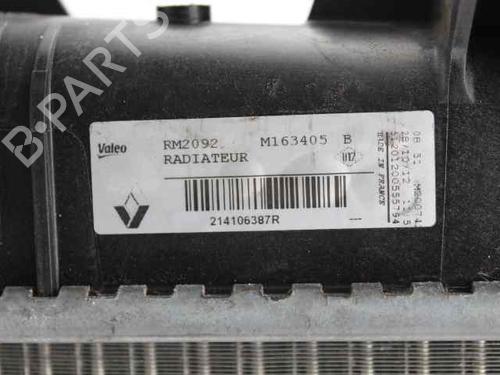 B-PARTS
Valeo
RM2092 M163405 B
RADIATEUR
214106387R
---
MADE IN FRANCE